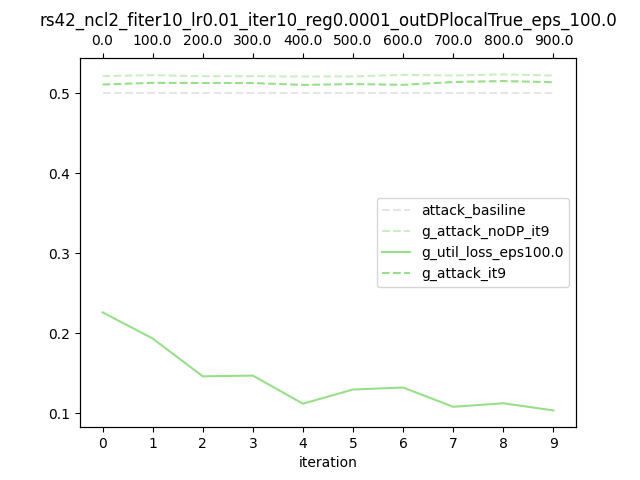 rs42_ncl2_fiter10_lr0.01_iter10_reg0.0001_outDPlocalTrue_eps_100.0
0.0 100.0 200.0 300.0 400.0 500.0 600.0 700.0 800.0 900.0
0.5
0.4
0.3
0.2
0.1
attack_basiline
g_attack_noDP_it9
g_util_loss_eps100.0
g_attack_it9
0 1 2 3 4 5 6 7 8 9
iteration